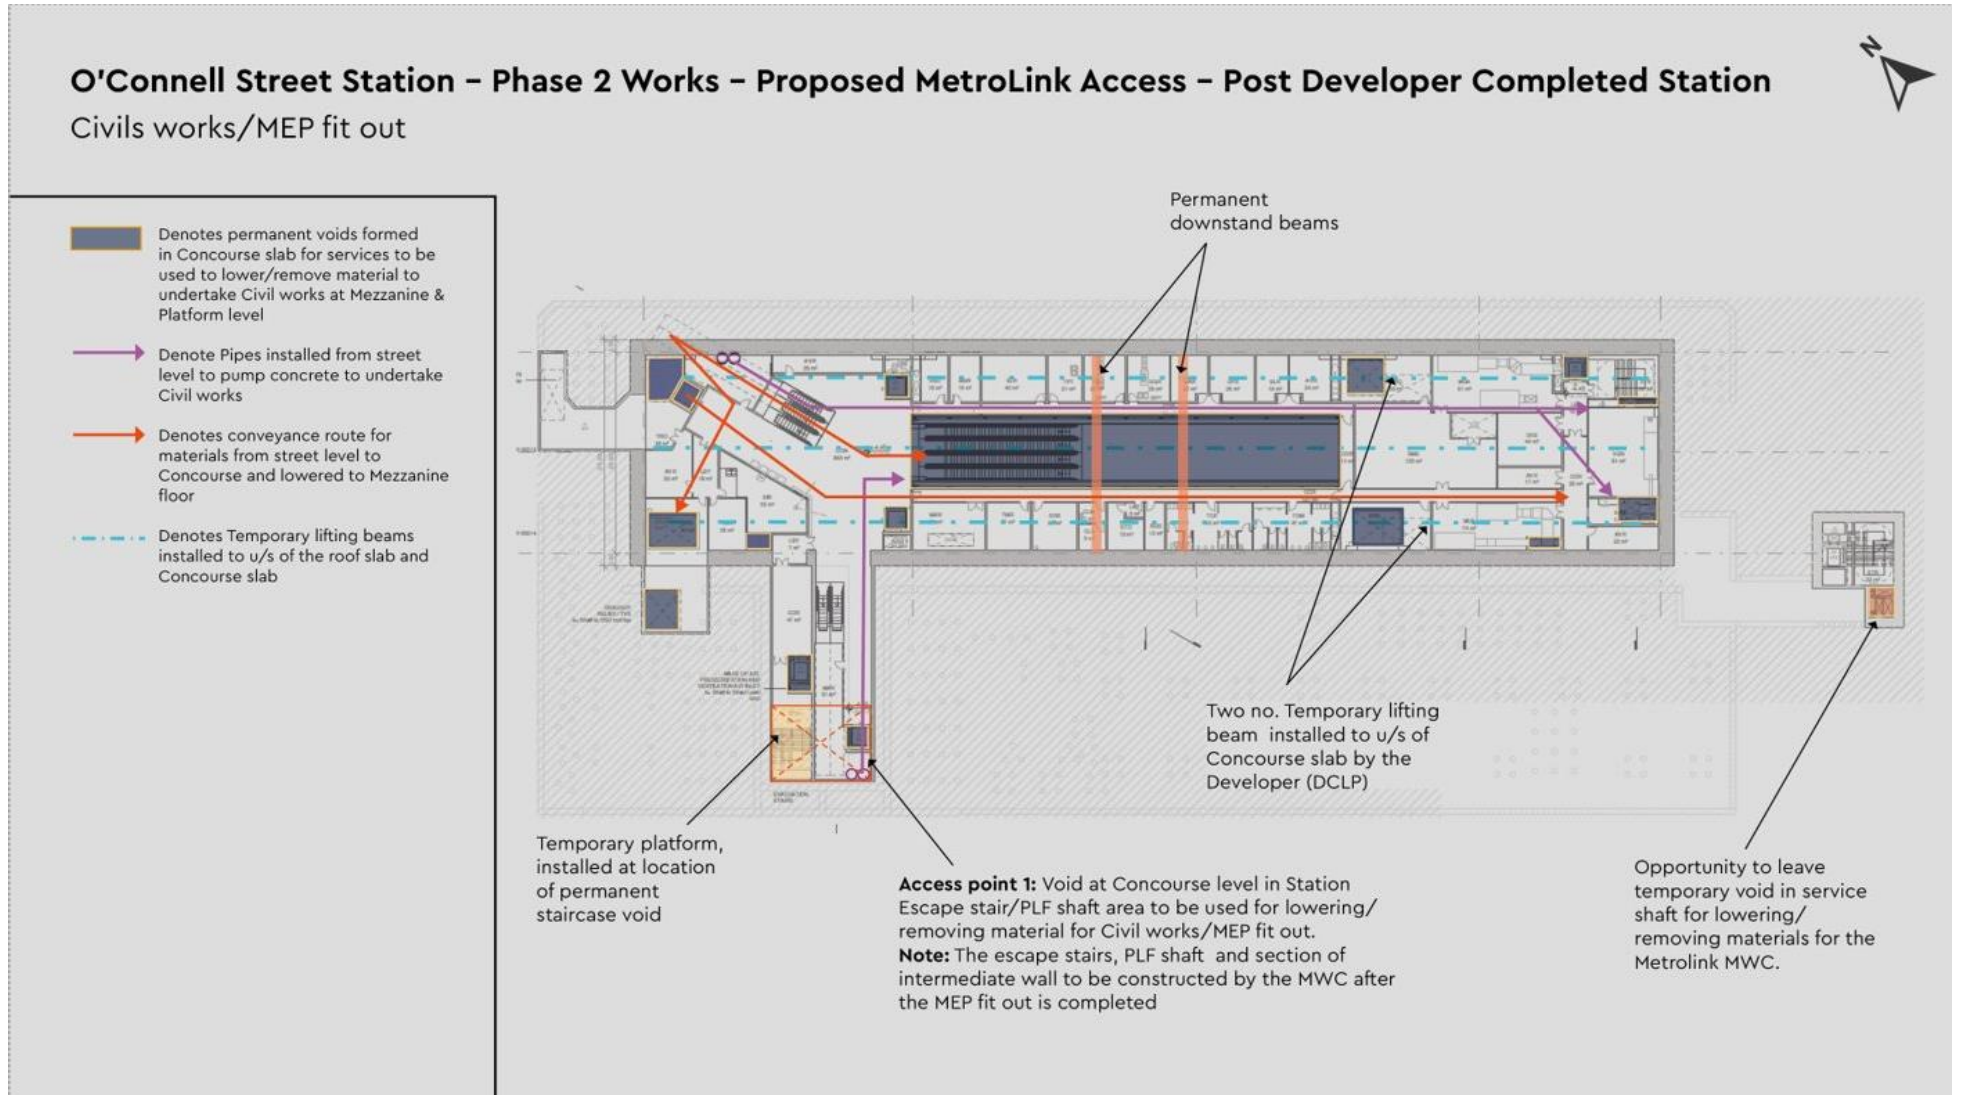 N
O'Connell Street Station – Phase 2 Works – Proposed MetroLink Access – Post Developer Completed Station
Civils works/MEP fit out
Denotes permanent voids formed
in Concourse slab for services to be
used to lower/remove material to
undertake Civil works at Mezzanine &
Platform level
Denote Pipes installed from street
level to pump concrete to undertake
Civil works
Denotes conveyance route for
materials from street level to
Concourse and lowered to Mezzanine
floor
Denotes Temporary lifting beams
installed to u/s of the roof slab and
Concourse slab
Permanent
downstand beams
Two no. Temporary lifting
beam installed to u/s of
Concourse slab by the
Developer (DCLP)
Temporary platform,
installed at location
of permanent
staircase void
Access point 1: Void at Concourse level in Station
Escape stair/PLF shaft area to be used for lowering/
removing material for Civil works/MEP fit out.
Note: The escape stairs, PLF shaft and section of
intermediate wall to be constructed by the MWC after
the MEP fit out is completed
Opportunity to leave
temporary void in service
shaft for lowering/
removing materials for the
Metrolink MWC.